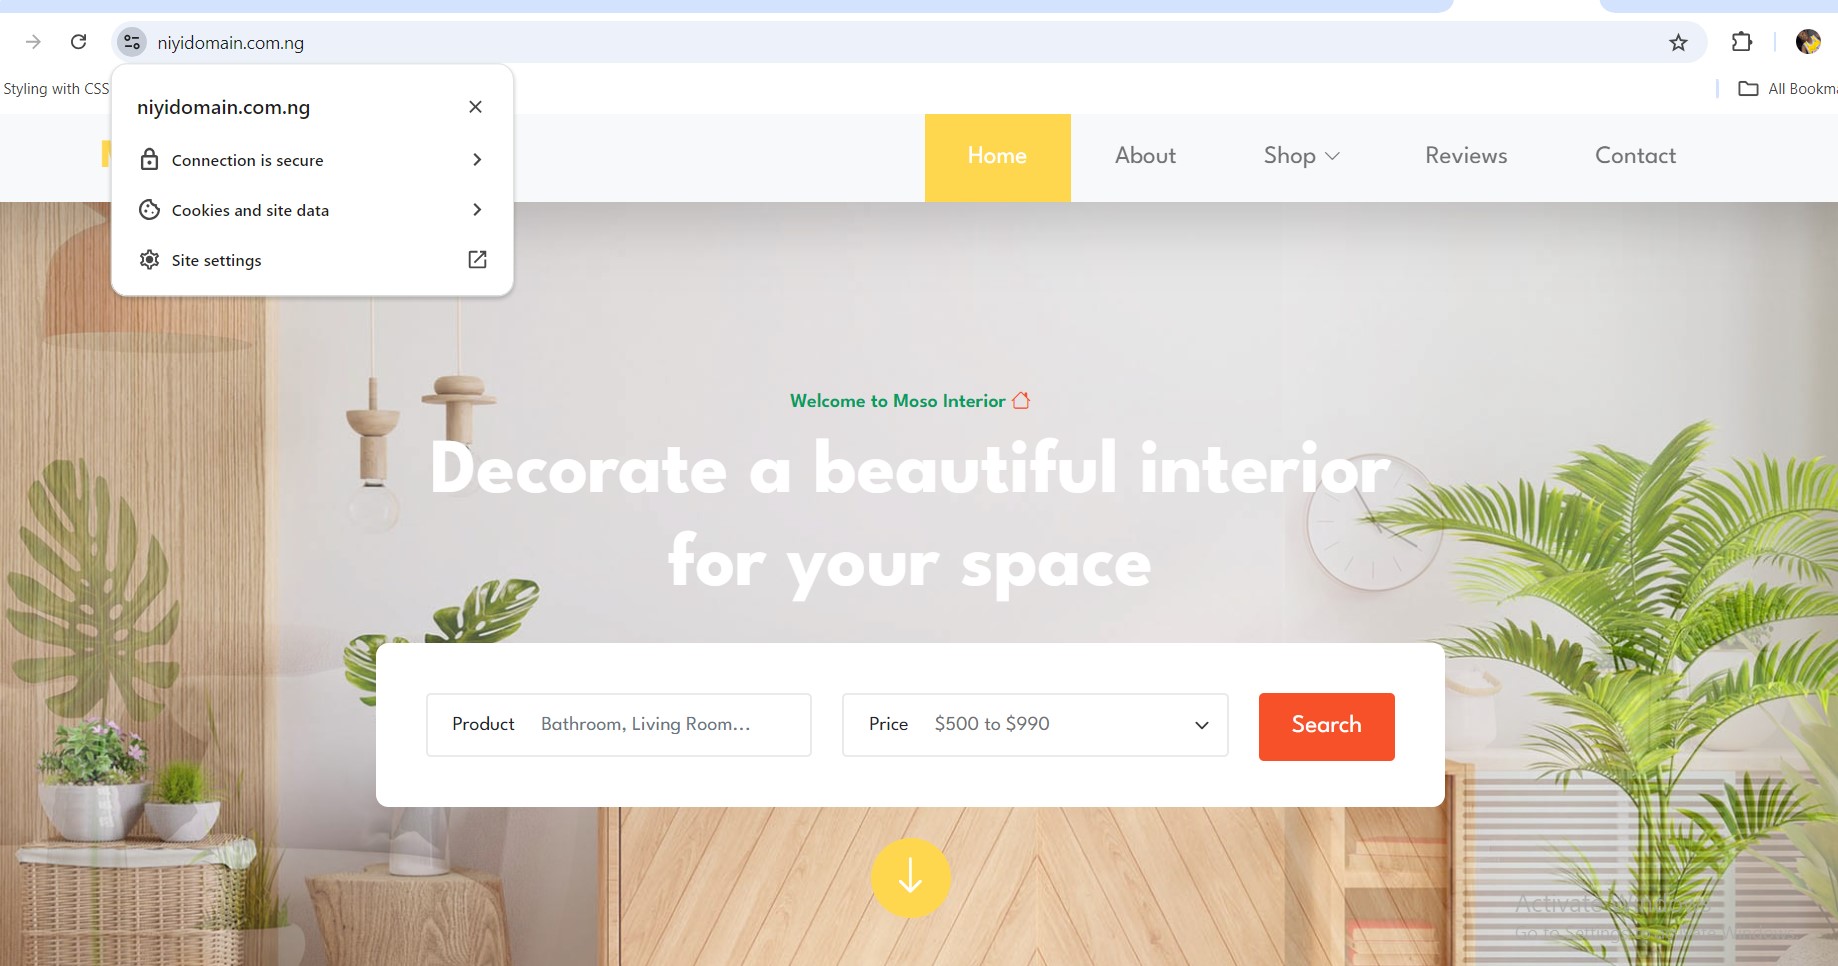 niyidomain.com.ng
Styling with CSS
All Bookma
niyidomain.com.ng
Connection is secure
Cookies and site data
Site settings
Home
About
Shop
Reviews
Contact
Welcome to Moso Interior
Decorate a beautiful interior
for your space
Product
Bathroom, Living Room...
Price
$500 to $990
Search
Activate Windows
Go to Settings to activate Windows.